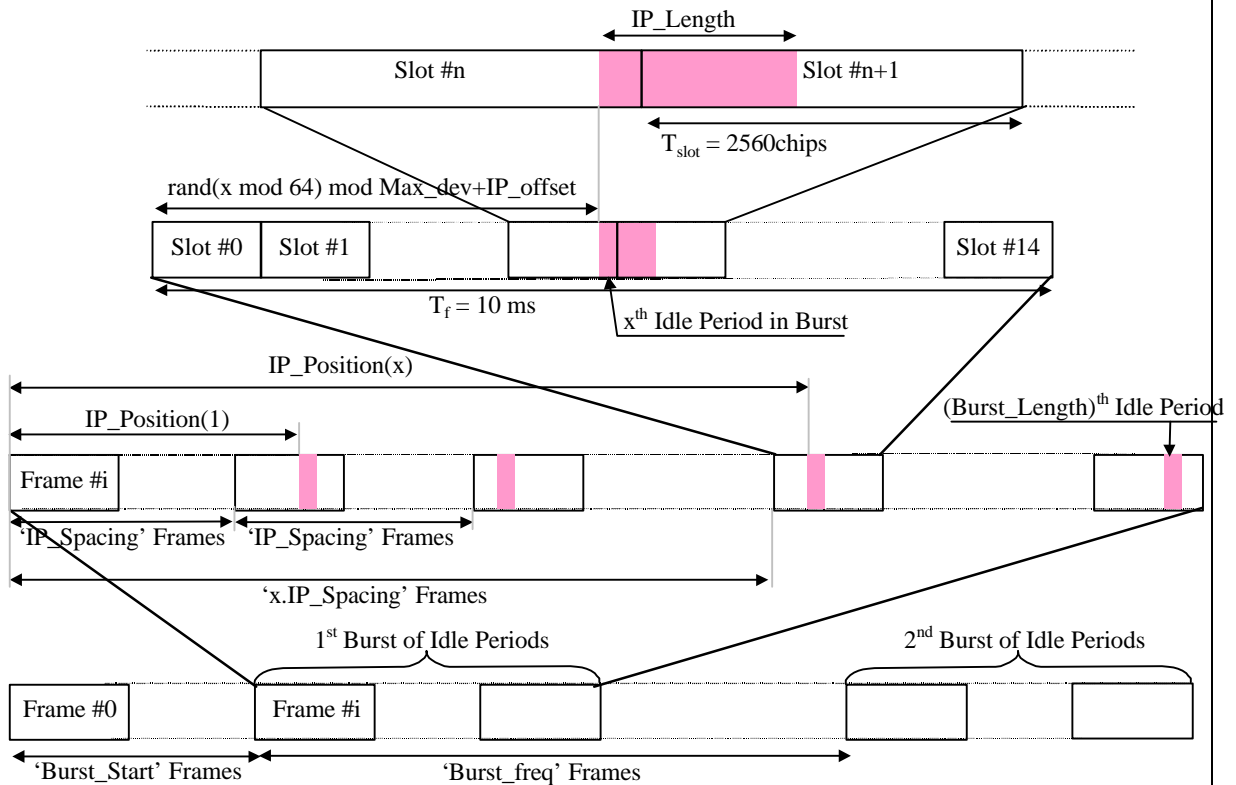 IP_Length
Slot #n
Slot #n+1
T_slot = 2560chips
rand(x mod 64) mod Max_dev+IP_offset
Slot #0
Slot #1
Slot #14
T_f = 10 ms
x^th Idle Period in Burst
IP_Position(x)
IP_Position(1)
(Burst_Length)^th Idle Period
Frame #i
‘IP_Spacing’ Frames
‘IP_Spacing’ Frames
‘x.IP_Spacing’ Frames
1^st Burst of Idle Periods
2^nd Burst of Idle Periods
Frame #0
Frame #i
‘Burst_Start’ Frames
‘Burst_freq’ Frames